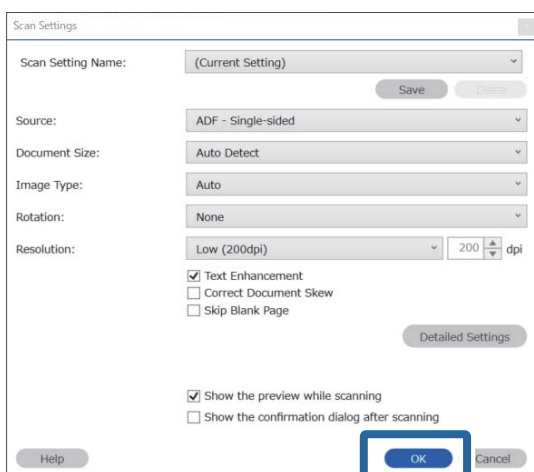 Scan Settings
Scan Setting Name: (Current Setting)
Save Delete
Source: ADF - Single-sided
Document Size: Auto Detect
Image Type: Auto
Rotation: None
Resolution: Low (200dpi) 200 dpi
Text Enhancement
Correct Document Skew
Skip Blank Page
Detailed Settings
Show the preview while scanning
Show the confirmation dialog after scanning
Help OK Cancel